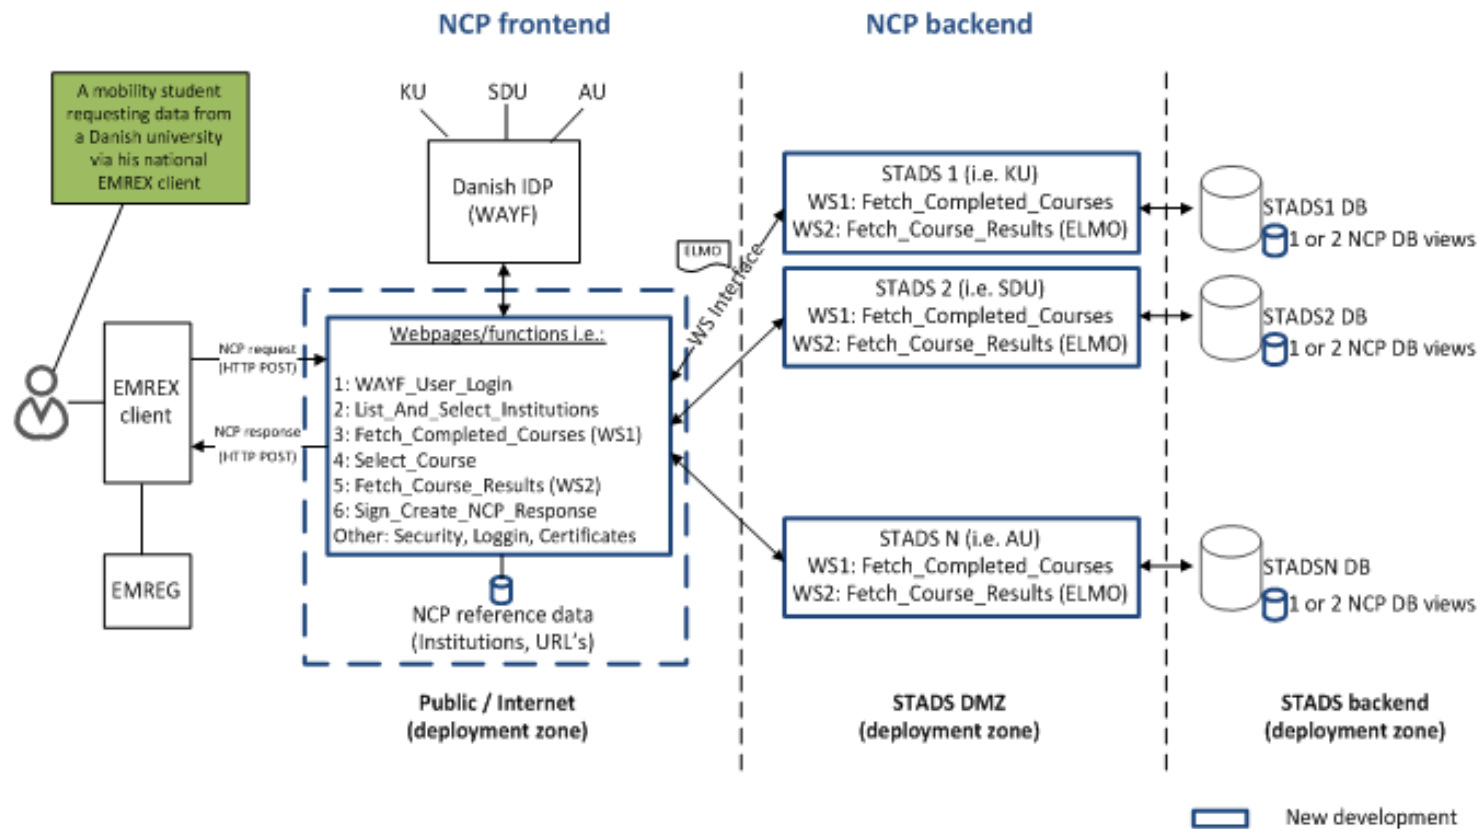 NCP frontend
NCP backend
A mobility student
requesting data from
a Danish university
via his national
EMREX client
KU
SDU
AU
Danish IDP
(WAYF)
EMREX
client
EMREG
NCP request
(HTTP POST)
NCP response
(HTTP POST)
Webpages/functions i.e.:
1: WAYF_User_Login
2: List_And_Select_Institutions
3: Fetch_Completed_Courses (WS1)
4: Select_Course
5: Fetch_Course_Results (WS2)
6: Sign_Create_NCP_Response
Other: Security, Loggin, Certificates
NCP reference data
(Institutions, URL's)
ELMO
WS Interface
STADS 1 (i.e. KU)
WS1: Fetch_Completed_Courses
WS2: Fetch_Course_Results (ELMO)
STADS 2 (i.e. SDU)
WS1: Fetch_Completed_Courses
WS2: Fetch_Course_Results (ELMO)
STADS N (i.e. AU)
WS1: Fetch_Completed_Courses
WS2: Fetch_Course_Results (ELMO)
STADS1 DB
1 or 2 NCP DB views
STADS2 DB
1 or 2 NCP DB views
STADSN DB
1 or 2 NCP DB views
Public / Internet
(deployment zone)
STADS DMZ
(deployment zone)
STADS backend
(deployment zone)
New development